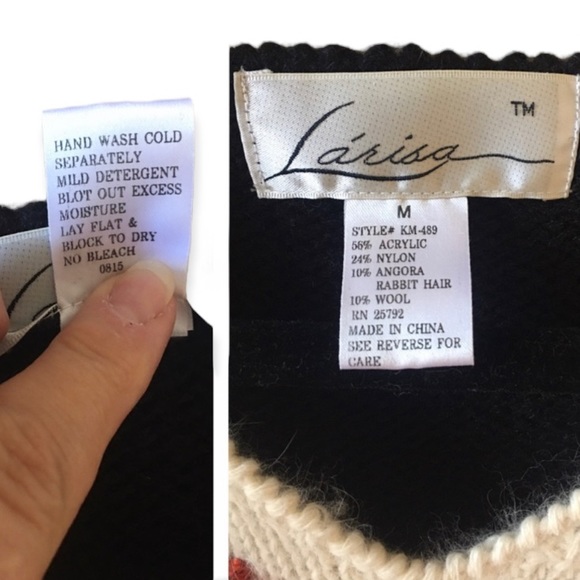 HAND WASH COLD
SEPARATELY
MILD DETERGENT
BLOT OUT EXCESS
MOISTURE
LAY FLAT &
BLOCK TO DRY
NO BLEACH
0815
Lárisa TM
M
STYLE# KM-489
56% ACRYLIC
24% NYLON
10% ANGORA
RABBIT HAIR
10% WOOL
RN 25792
MADE IN CHINA
SEE REVERSE FOR
CARE